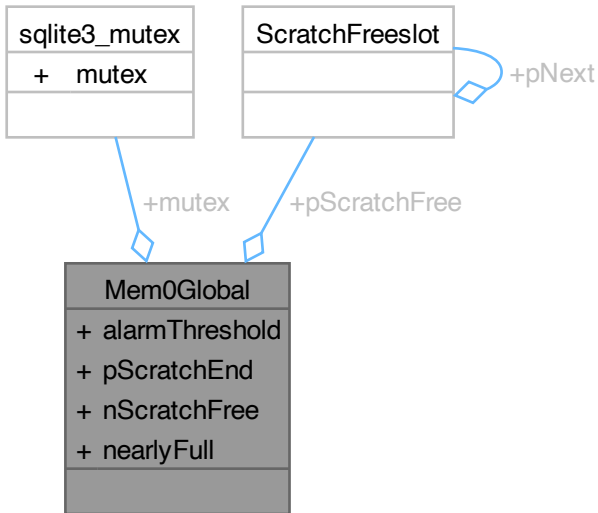 sqlite3_mutex
+ mutex
ScratchFreeslot
+pNext
+mutex
+pScratchFree
Mem0Global
+ alarmThreshold
+ pScratchEnd
+ nScratchFree
+ nearlyFull